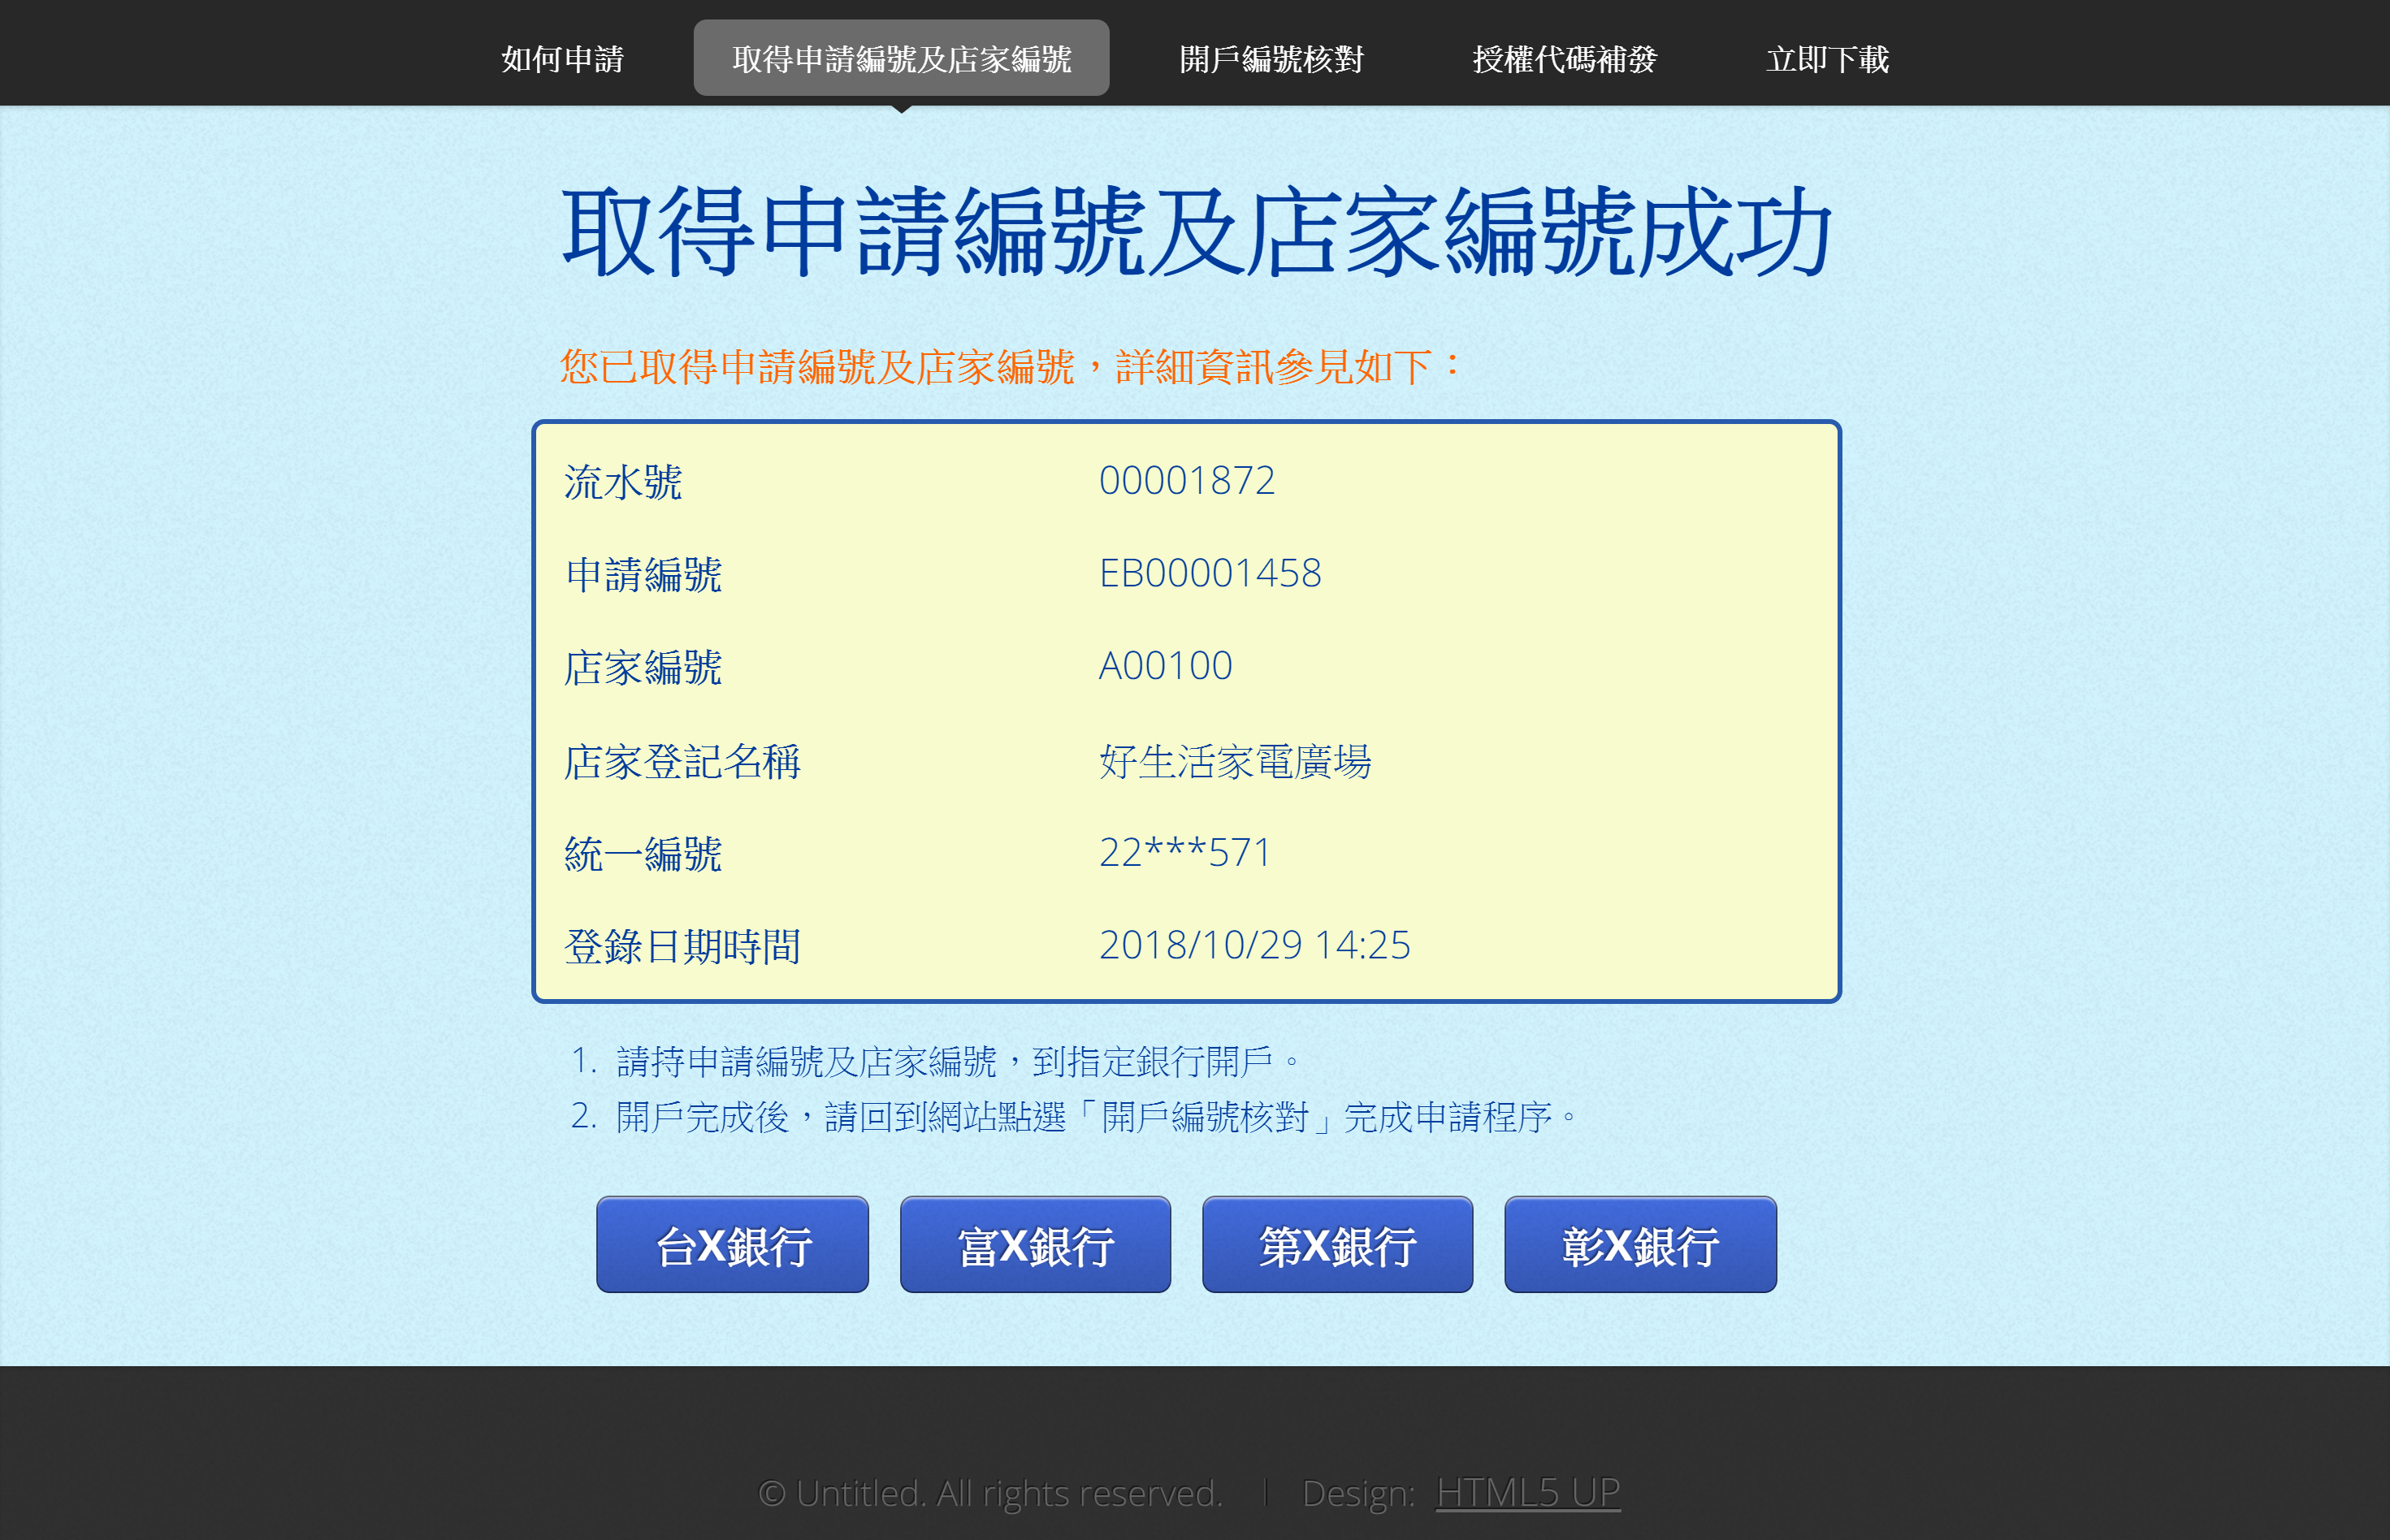 如何申請 取得申請編號及店家編號 開戶編號核對 授權代碼補發 立即下載
取得申請編號及店家編號成功
您已取得申請編號及店家編號，詳細資訊參見如下：
流水號 00001872
申請編號 EB00001458
店家編號 A00100
店家登記名稱 好生活家電廣場
統一編號 22***571
登錄日期時間 2018/10/29 14:25
1. 請持申請編號及店家編號，到指定銀行開戶。
2. 開戶完成後，請回到網站點選「開戶編號核對」完成申請程序。
台X銀行 富X銀行 第X銀行 彰X銀行
© Untitled. All rights reserved. | Design: HTML5 UP